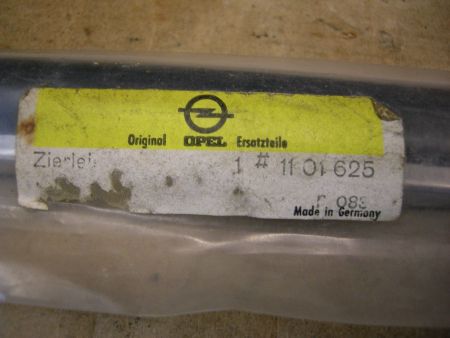 Original OPEL Ersatzteile
1 # 11 01 625
Made in Germany